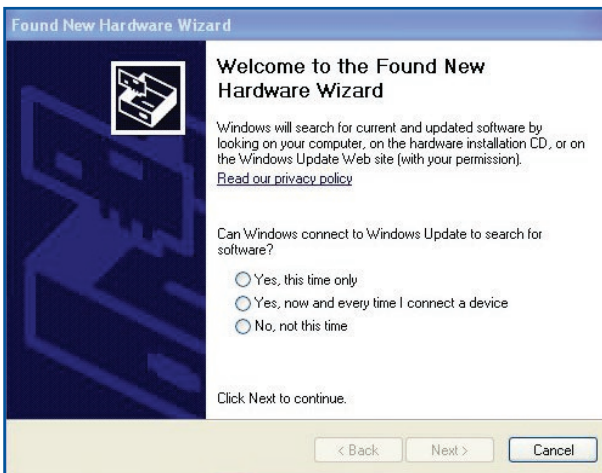 Found New Hardware Wizard
Welcome to the Found New
Hardware Wizard
Windows will search for current and updated software by
looking on your computer, on the hardware installation CD, or on
the Windows Update Web site (with your permission).
Read our privacy policy
Can Windows connect to Windows Update to search for
software?
Yes, this time only
Yes, now and every time I connect a device
No, not this time
Click Next to continue.
< Back
Next >
Cancel